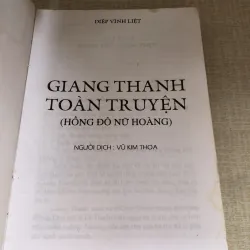 DIỆP VĨNH LIỆT
GIANG THANH
TOÀN TRUYỆN
(HỒNG ĐÔ NỮ HOÀNG)
NGƯỜI DỊCH : VŨ KIM THOA